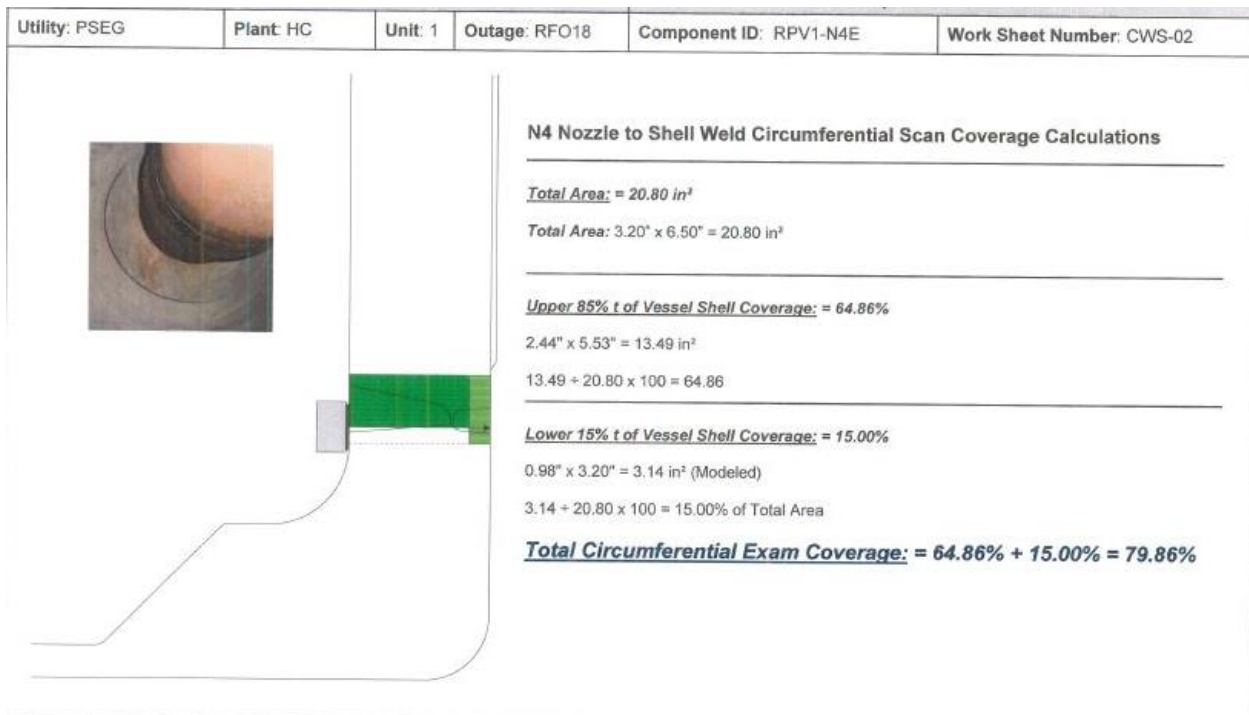 Utility: PSEG
Plant: HC
Unit: 1
Outage: RFO18
Component ID: RPV1-N4E
Work Sheet Number: CWS-02
N4 Nozzle to Shell Weld Circumferential Scan Coverage Calculations
Total Area: = 20.80 in²
Total Area: 3.20" x 6.50" = 20.80 in²
Upper 85% t of Vessel Shell Coverage: = 64.86%
2.44" x 5.53" = 13.49 in²
13.49 ÷ 20.80 x 100 = 64.86
Lower 15% t of Vessel Shell Coverage: = 15.00%
0.98" x 3.20" = 3.14 in² (Modeled)
3.14 ÷ 20.80 x 100 = 15.00% of Total Area
Total Circumferential Exam Coverage: = 64.86% + 15.00% = 79.86%